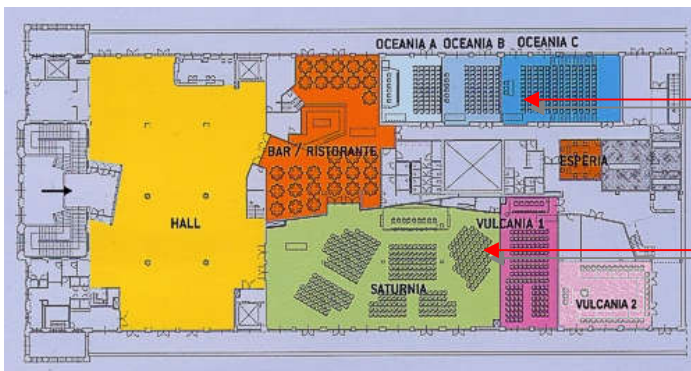 OCEANIA A OCEANIA B OCEANIA C
BAR / RISTORANTE
ESPERIA
HALL
VULCANIA 1
SATURNIA
VULCANIA 2